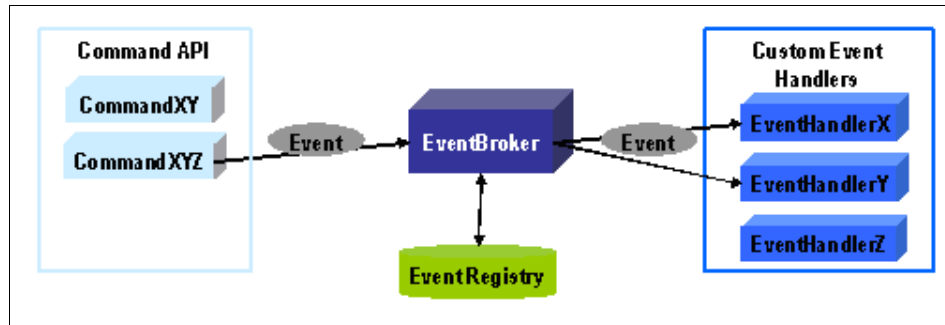 Command API
CommandXY
CommandXYZ
Event
EventBroker
EventRegistry
Event
Custom Event
Handlers
EventHandlerX
EventHandlerY
EventHandlerZ